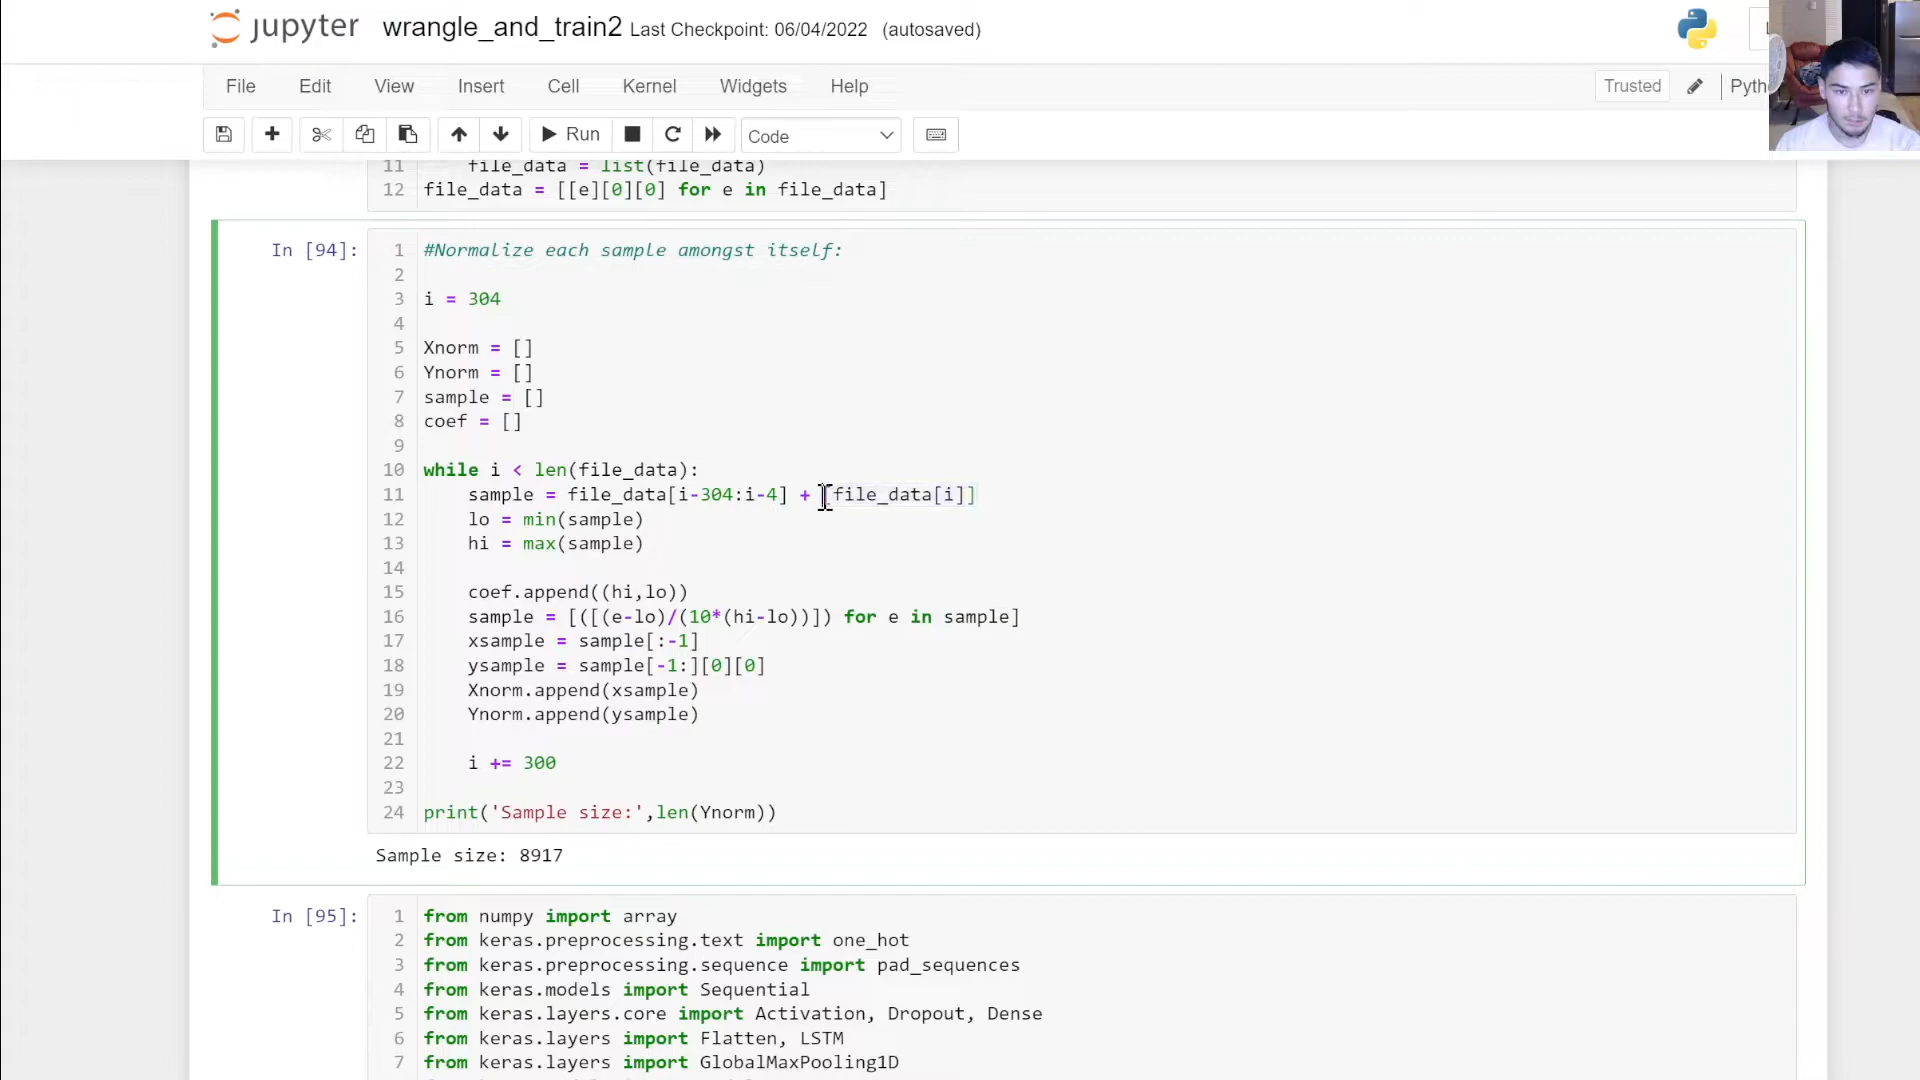 jupyter wrangle_and_train2 Last Checkpoint: 06/04/2022 (autosaved)
File Edit View Insert Cell Kernel Widgets Help Trusted
Run Code
11 file_data = list(file_data)
12 file_data = [[e][0][0] for e in file_data]
In [94]:
1 #Normalize each sample amongst itself:
2
3 i = 304
4
5 Xnorm = []
6 Ynorm = []
7 sample = []
8 coef = []
9
10 while i < len(file_data):
11 sample = file_data[i-304:i-4] + [file_data[i]]
12 lo = min(sample)
13 hi = max(sample)
14
15 coef.append((hi,lo))
16 sample = [([(e-lo)/(10*(hi-lo))]) for e in sample]
17 xsample = sample[:-1]
18 ysample = sample[-1:][0][0]
19 Xnorm.append(xsample)
20 Ynorm.append(ysample)
21
22 i += 300
23
24 print('Sample size:',len(Ynorm))
Sample size: 8917
In [95]:
1 from numpy import array
2 from keras.preprocessing.text import one_hot
3 from keras.preprocessing.sequence import pad_sequences
4 from keras.models import Sequential
5 from keras.layers.core import Activation, Dropout, Dense
6 from keras.layers import Flatten, LSTM
7 from keras.layers import GlobalMaxPooling1D